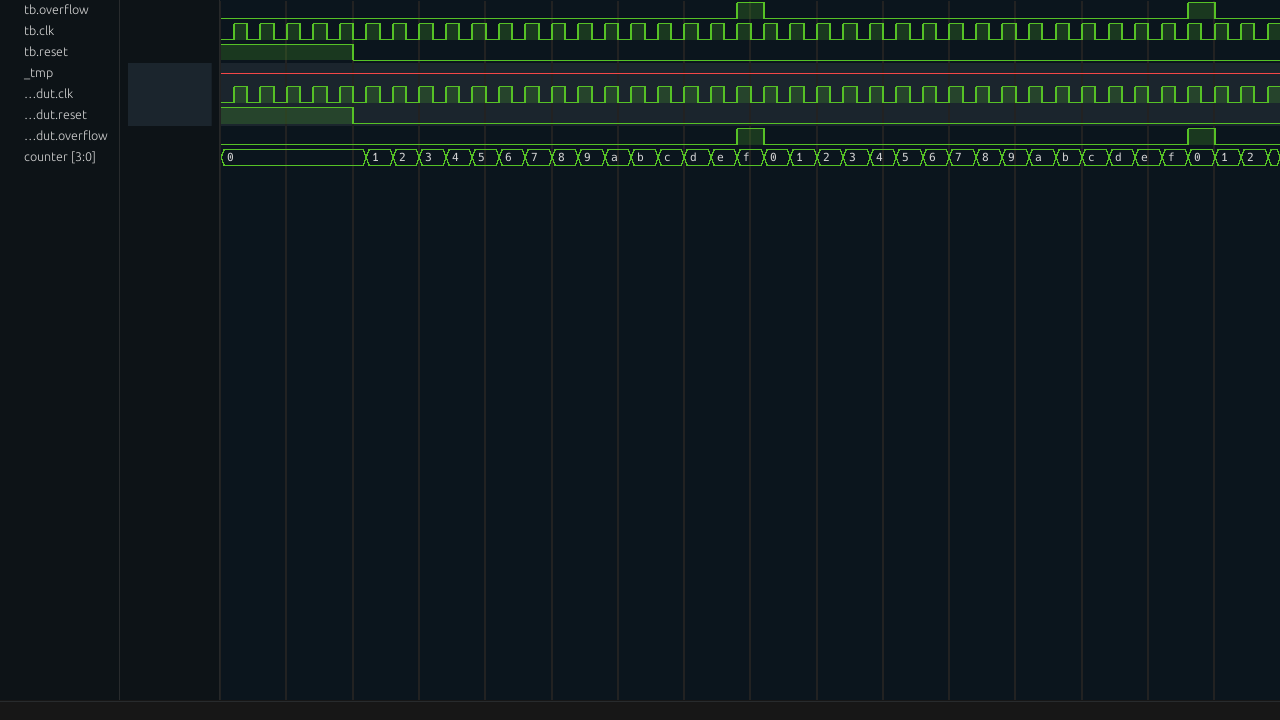 tb.overflow
tb.clk
tb.reset
_tmp
…dut.clk
…dut.reset
…dut.overflow
counter [3:0] 0 1 2 3 4 5 6 7 8 9 a b c d e f 0 1 2 3 4 5 6 7 8 9 a b c d e f 0 1 2